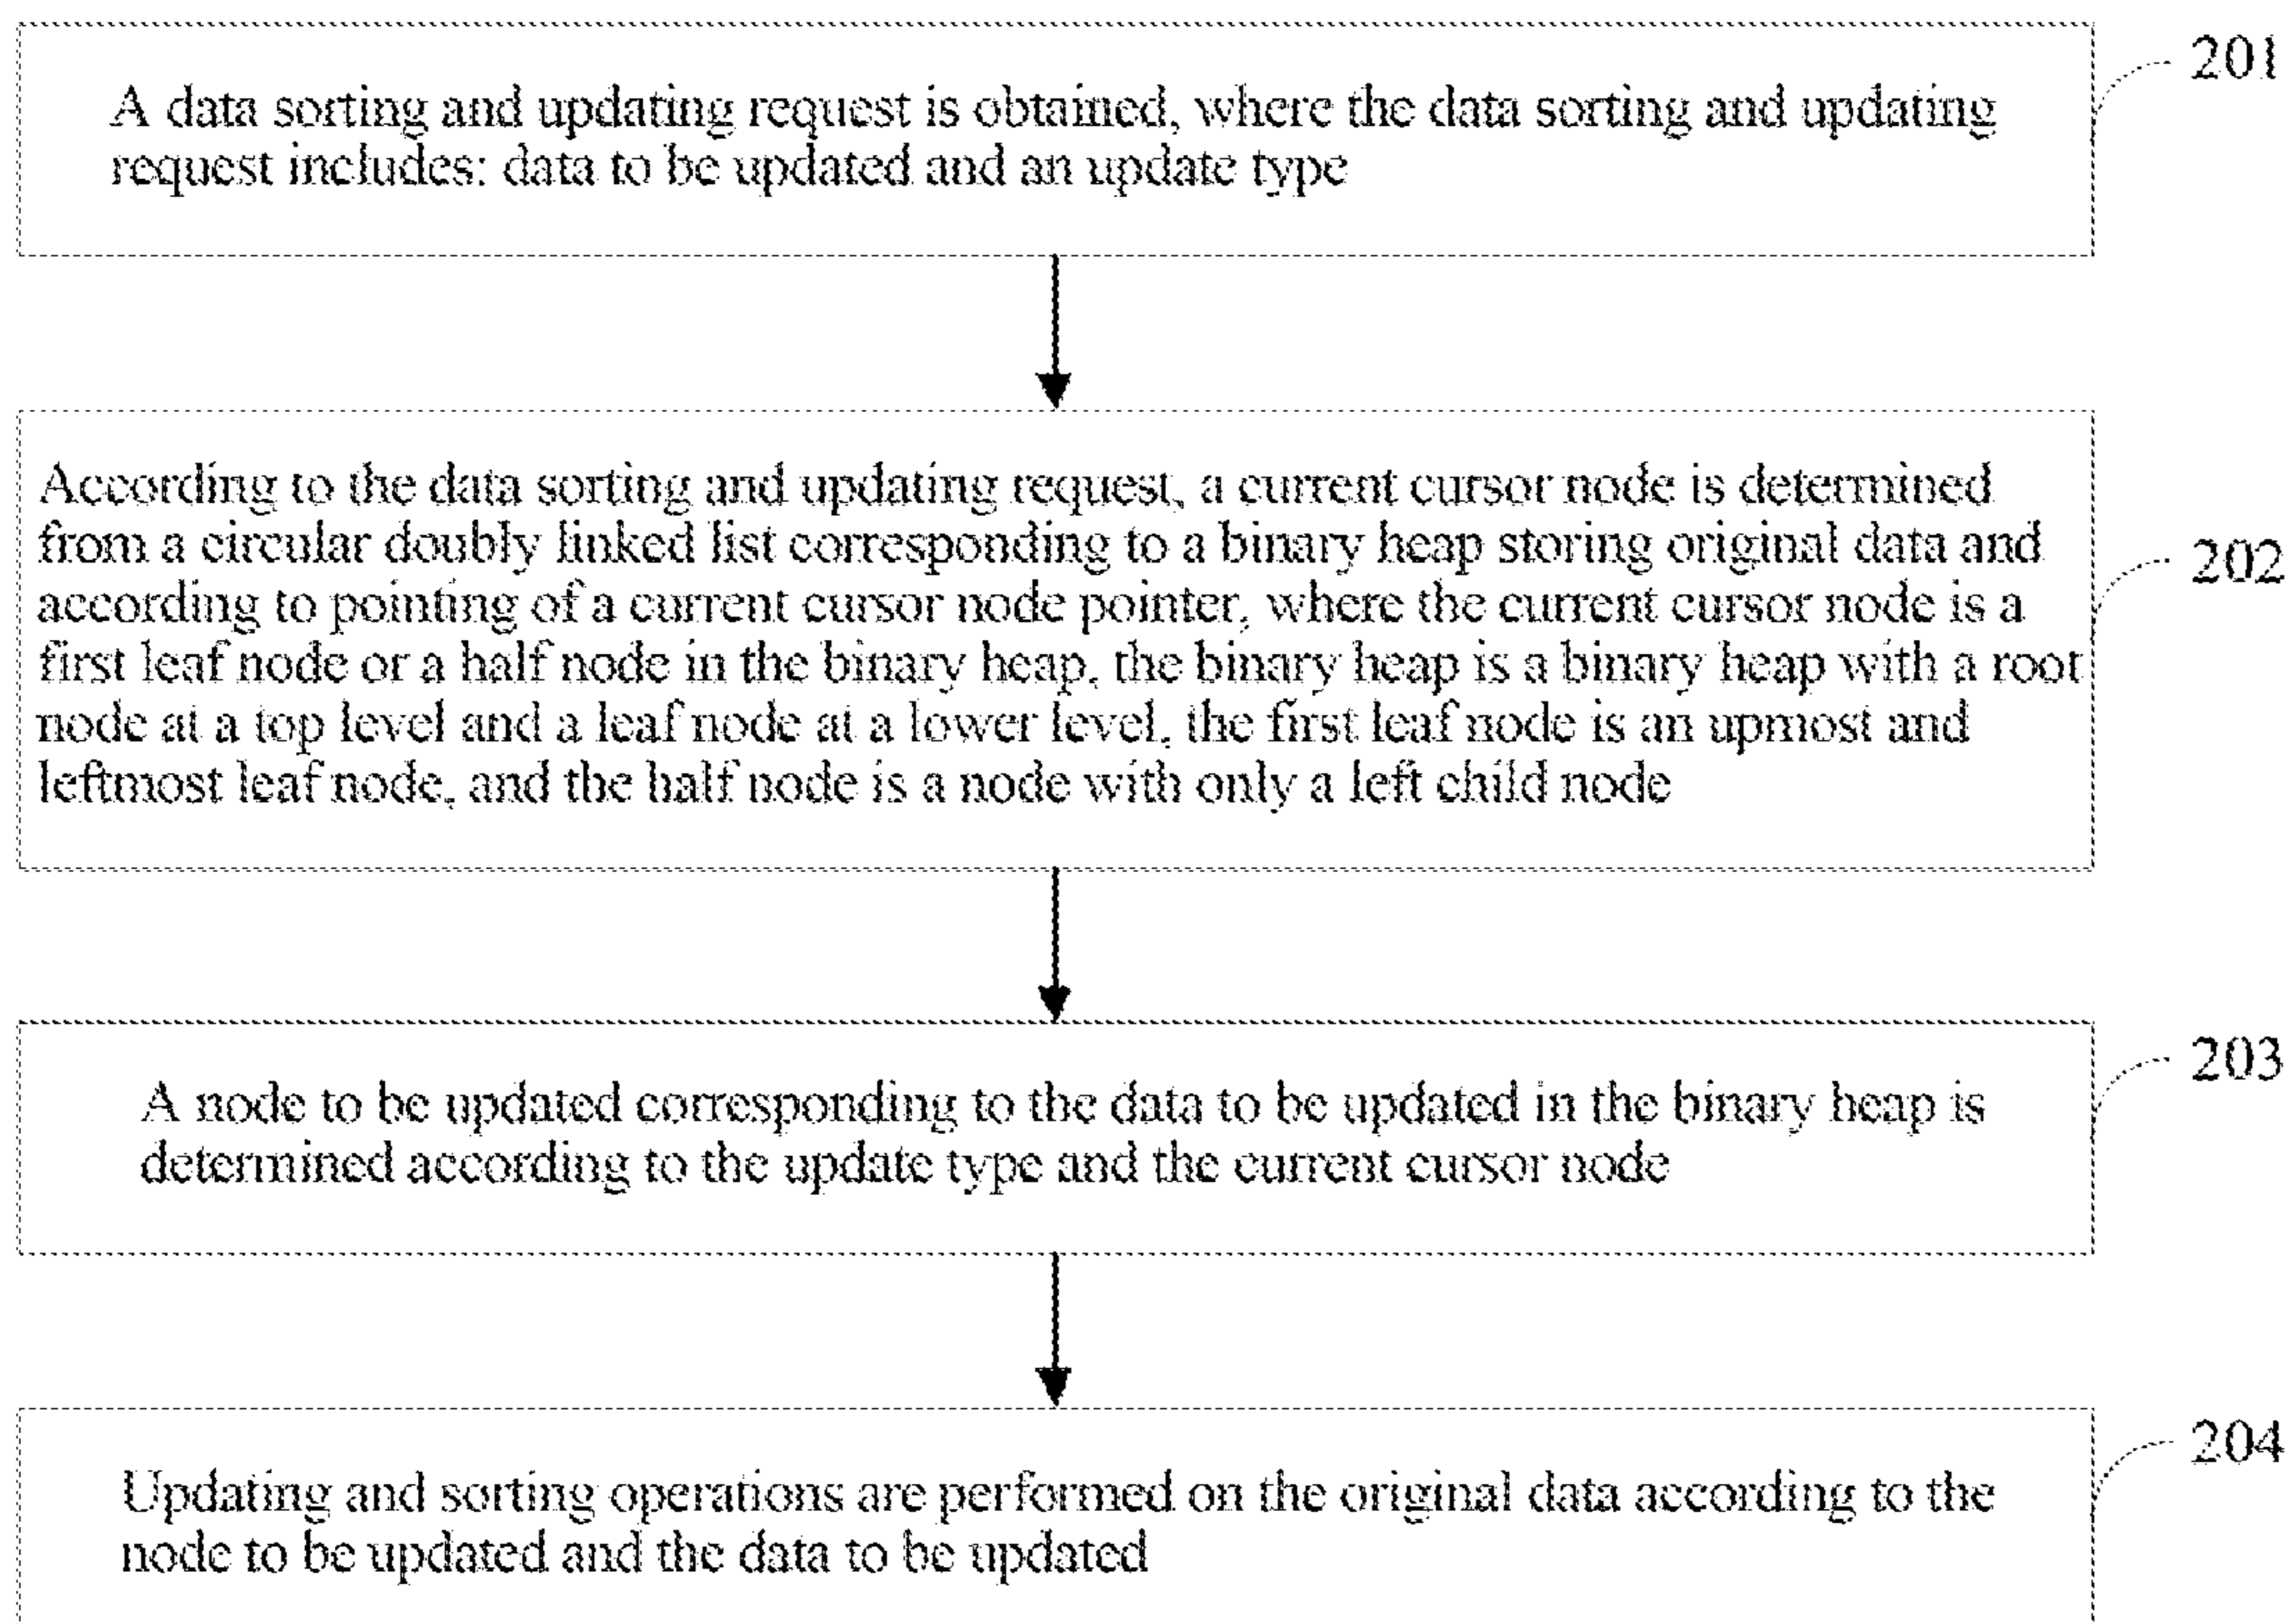 A data sorting and updating request is obtained, where the data sorting and updating
request includes: data to be updated and an update type
201
According to the data sorting and updating request, a current cursor node is determined
from a circular doubly linked list corresponding to a binary heap storing original data and
according to pointing of a current cursor node pointer, where the current cursor node is a
first leaf node or a half node in the binary heap, the binary heap is a binary heap with a root
node at a top level and a leaf node at a lower level, the first leaf node is an upmost and
leftmost leaf node, and the half node is a node with only a left child node
202
A node to be updated corresponding to the data to be updated in the binary heap is
determined according to the update type and the current cursor node
203
Updating and sorting operations are performed on the original data according to the
node to be updated and the data to be updated
204